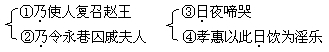 ①乃使人复召赵王
②乃令永巷囚戚夫人
③日夜啼哭
④孝惠以此日饮为淫乐